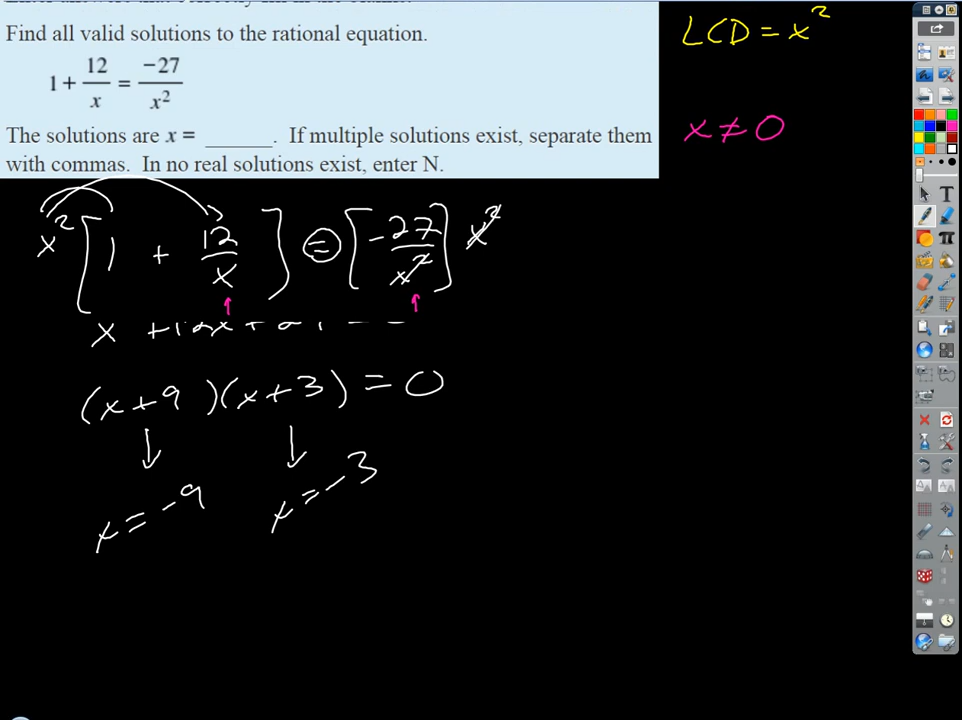 Find all valid solutions to the rational equation.
1 + 12/x = -27/x²
The solutions are x = ______. If multiple solutions exist, separate them
with commas. In no real solutions exist, enter N.
LCD = x²
x ≠ 0
x² [ 1 + 12/x ] = [ -27/x² ] x²
(x+9)(x+3) = 0
x = -9 x = -3